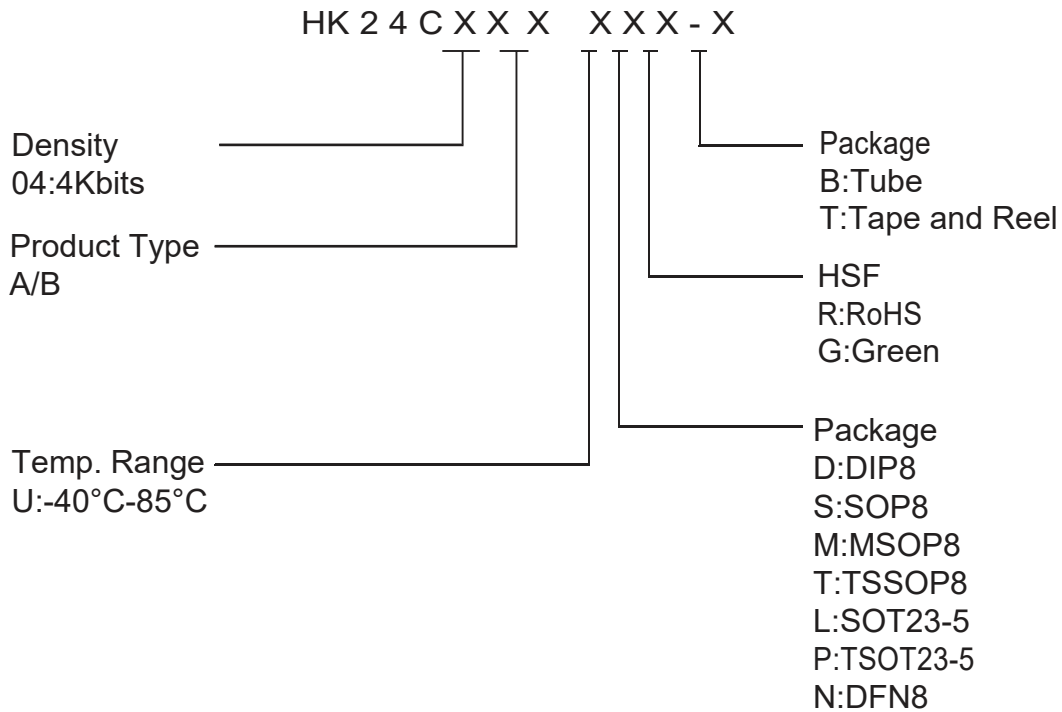 HK 2 4 C X X X X X X - X
Density
04:4Kbits
Product Type
A/B
Temp. Range
U:-40°C-85°C
Package
B:Tube
T:Tape and Reel
HSF
R:RoHS
G:Green
Package
D:DIP8
S:SOP8
M:MSOP8
T:TSSOP8
L:SOT23-5
P:TSOT23-5
N:DFN8